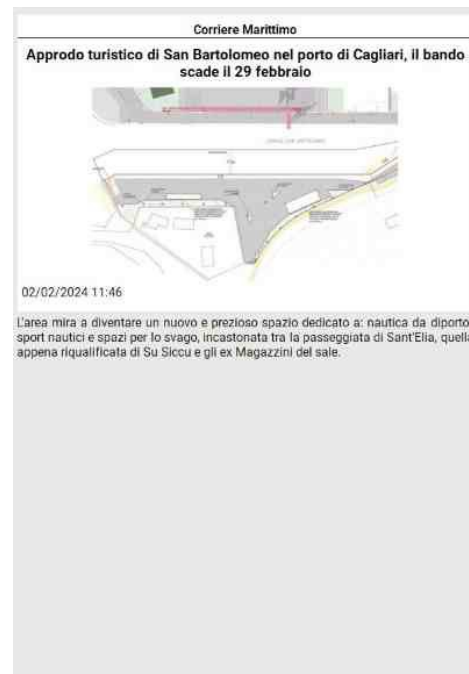 Corriere Marittimo
Approdo turistico di San Bartolomeo nel porto di Cagliari, il bando
scade il 29 febbraio
02/02/2024 11:46
L'area mira a diventare un nuovo e prezioso spazio dedicato a: nautica da diporto
sport nautici e spazi per lo svago, incastonata tra la passeggiata di Sant'Elia, quella
appena riqualificata di Su Siccu e gli ex Magazzini del sale.